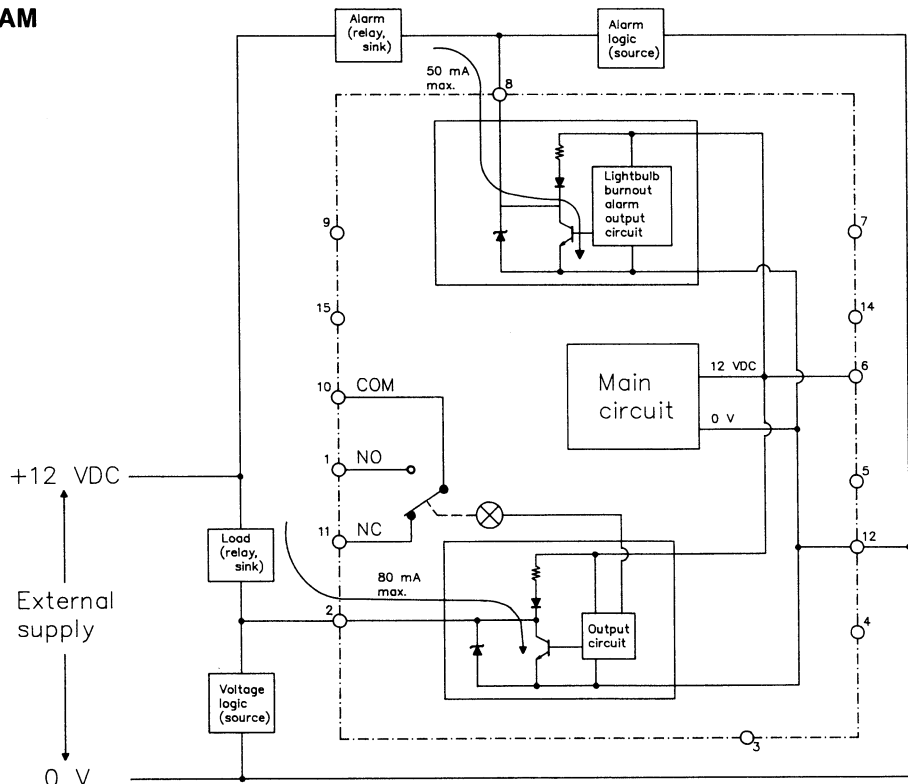 AM
Alarm
(relay,
sink)
Alarm
logic
(source)
50 mA
max.
8
Lightbulb
burnout
alarm
output
circuit
9
7
15
14
10
COM
Main
circuit
12 VDC
6
0 V
1
NO
+12 VDC
5
11
NC
12
Load
(relay,
sink)
80 mA
max.
External
supply
2
Output
circuit
4
Voltage
logic
(source)
3
0 V